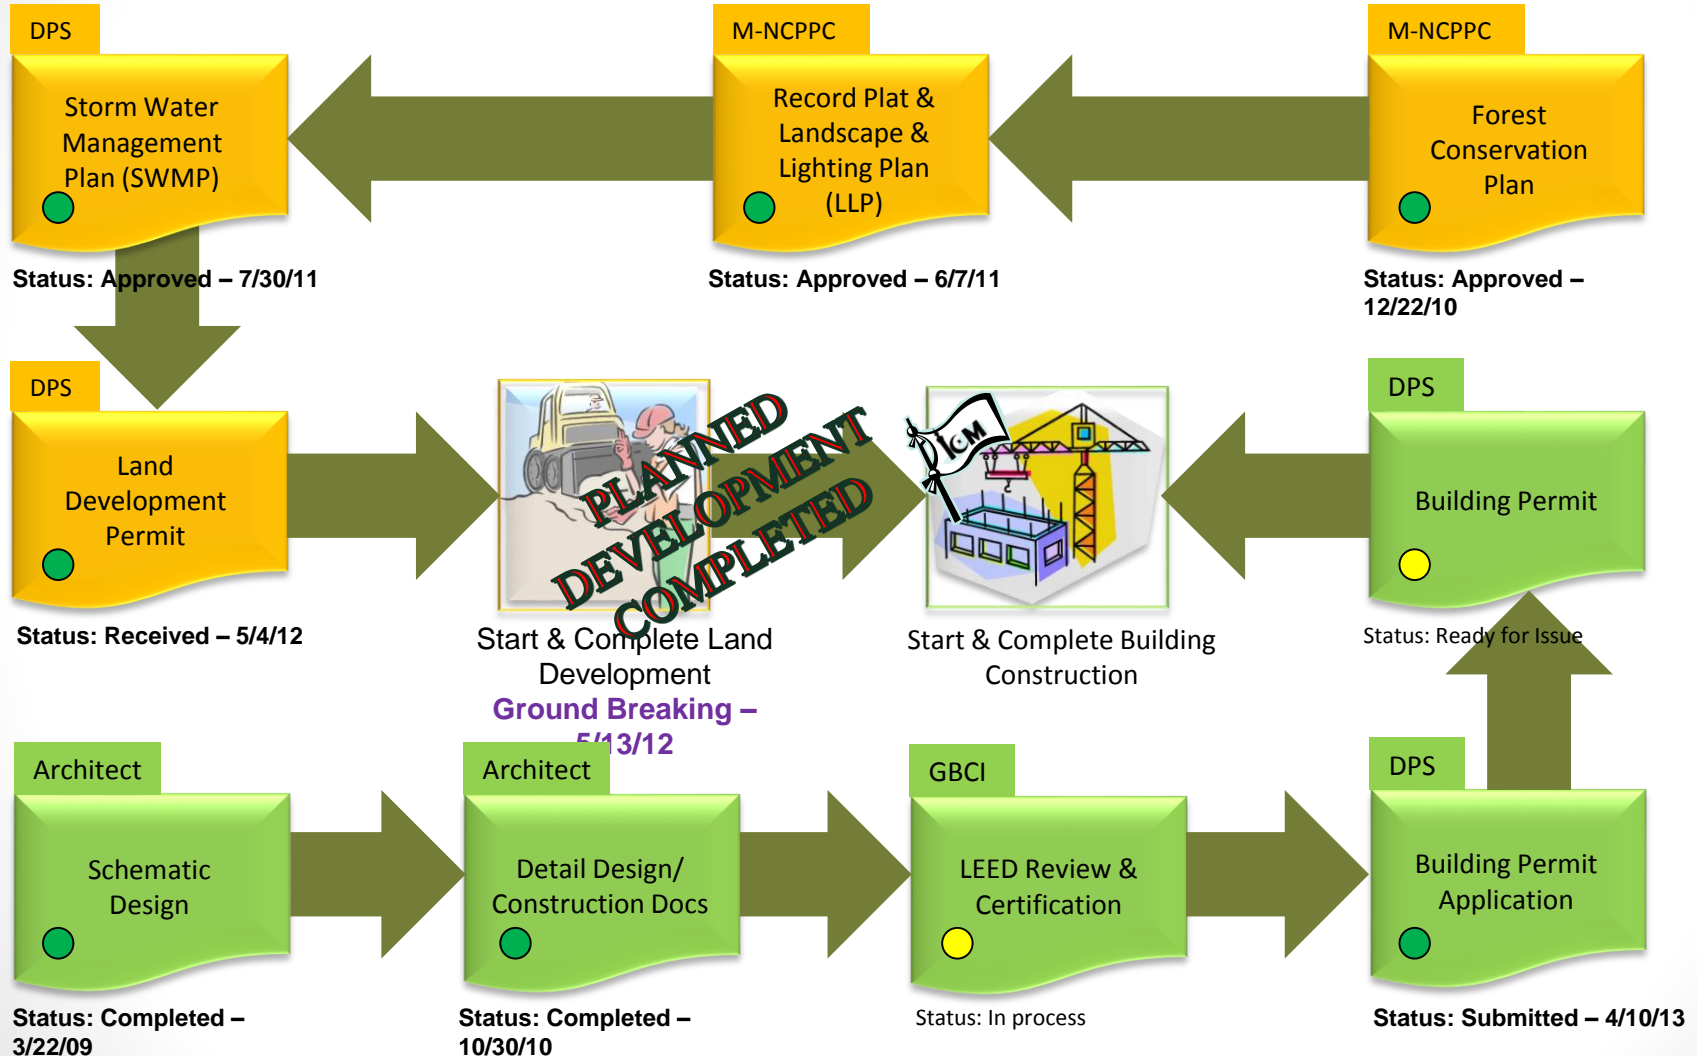 DPS
Storm Water
Management
Plan (SWMP)
Status: Approved – 7/30/11
M-NCPPC
Record Plat &
Landscape &
Lighting Plan
(LLP)
Status: Approved – 6/7/11
M-NCPPC
Forest
Conservation
Plan
Status: Approved –
12/22/10
DPS
Land
Development
Permit
Status: Received – 5/4/12
PLANNED
DEVELOPMENT
COMPLETED
Start & Complete Land
Development
Ground Breaking –
5/13/12
ICM
Start & Complete Building
Construction
DPS
Building Permit
Status: Ready for Issue
Architect
Schematic
Design
Status: Completed –
3/22/09
Architect
Detail Design/
Construction Docs
Status: Completed –
10/30/10
GBCI
LEED Review &
Certification
Status: In process
DPS
Building Permit
Application
Status: Submitted – 4/10/13